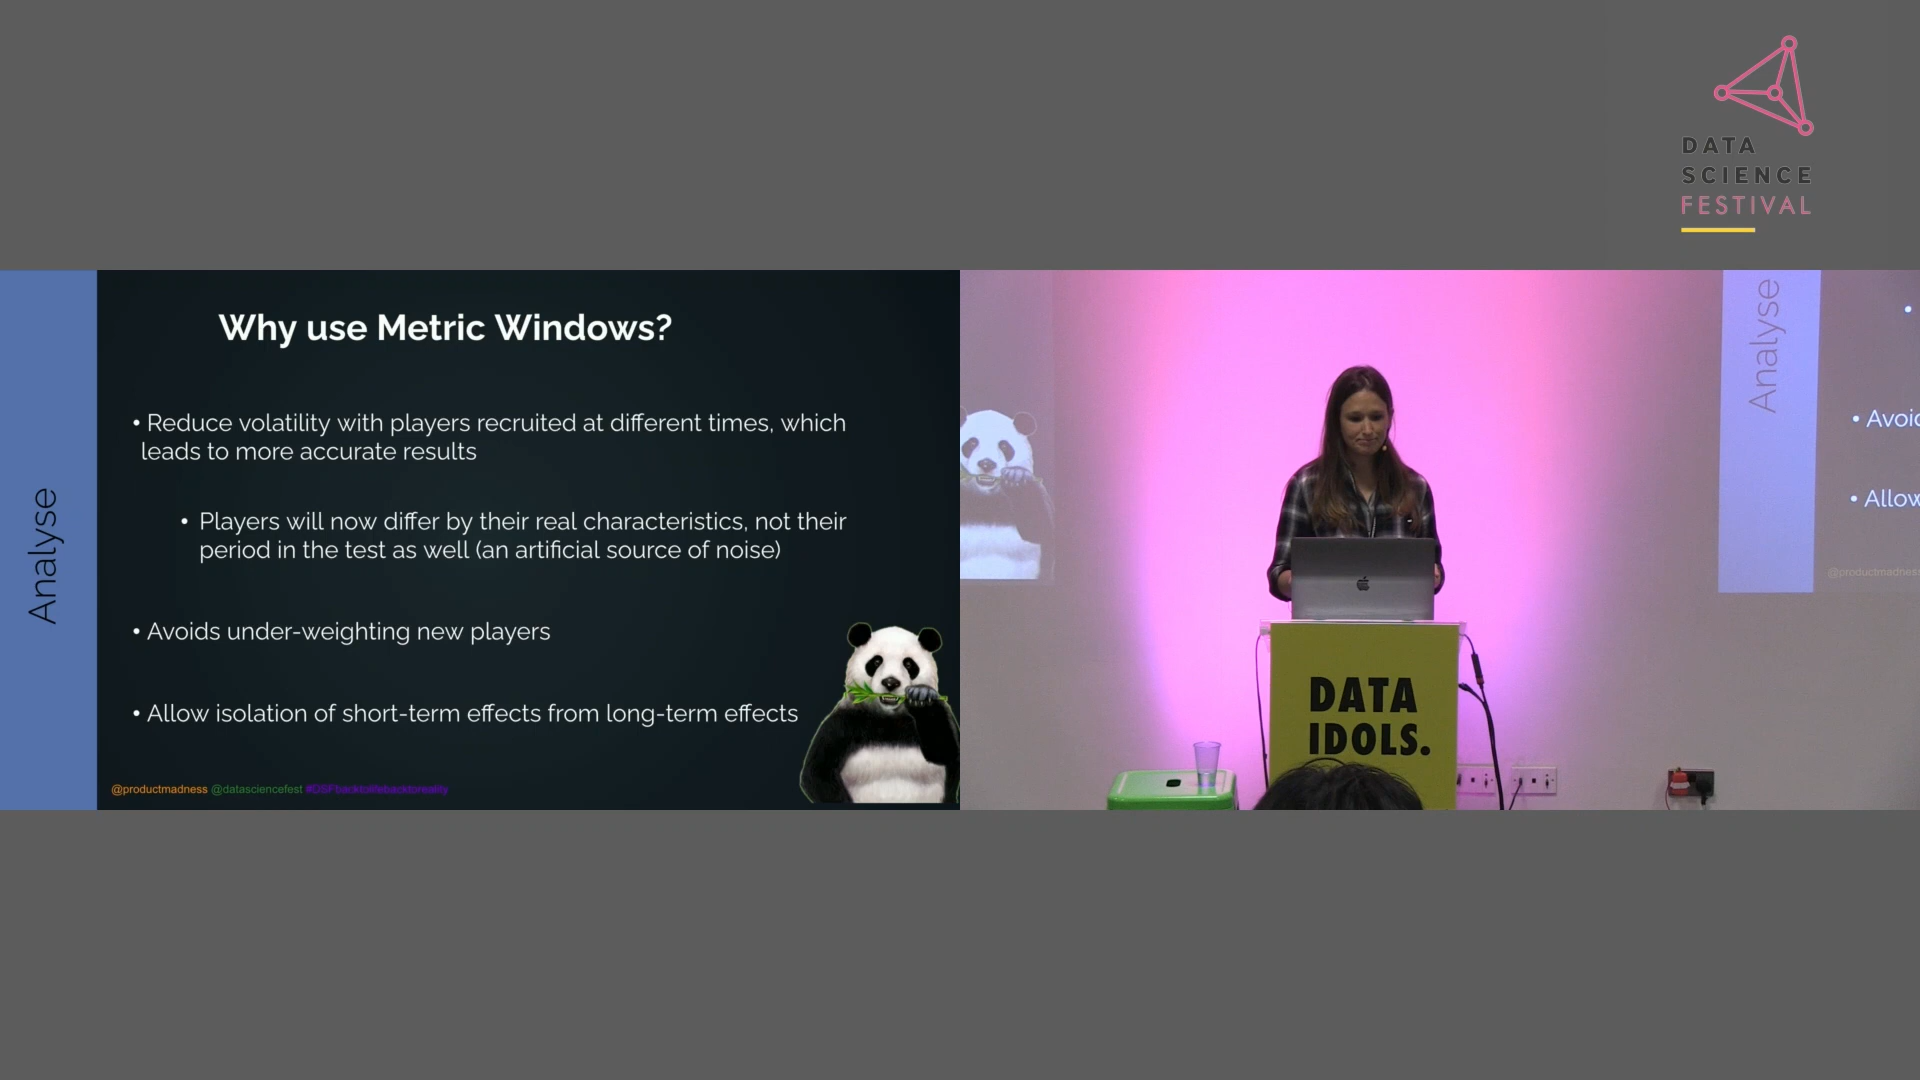 DATA
SCIENCE
FESTIVAL
Analyse
Why use Metric Windows?
• Reduce volatility with players recruited at different times, which
leads to more accurate results
• Players will now differ by their real characteristics, not their
period in the test as well (an artificial source of noise)
• Avoids under-weighting new players
• Allow isolation of short-term effects from long-term effects
@productmadness @datasciencefest #DSFbacktolifebacktoreality
Analyse
• Avoid
• Allow
@productmadness
DATA
IDOLS.